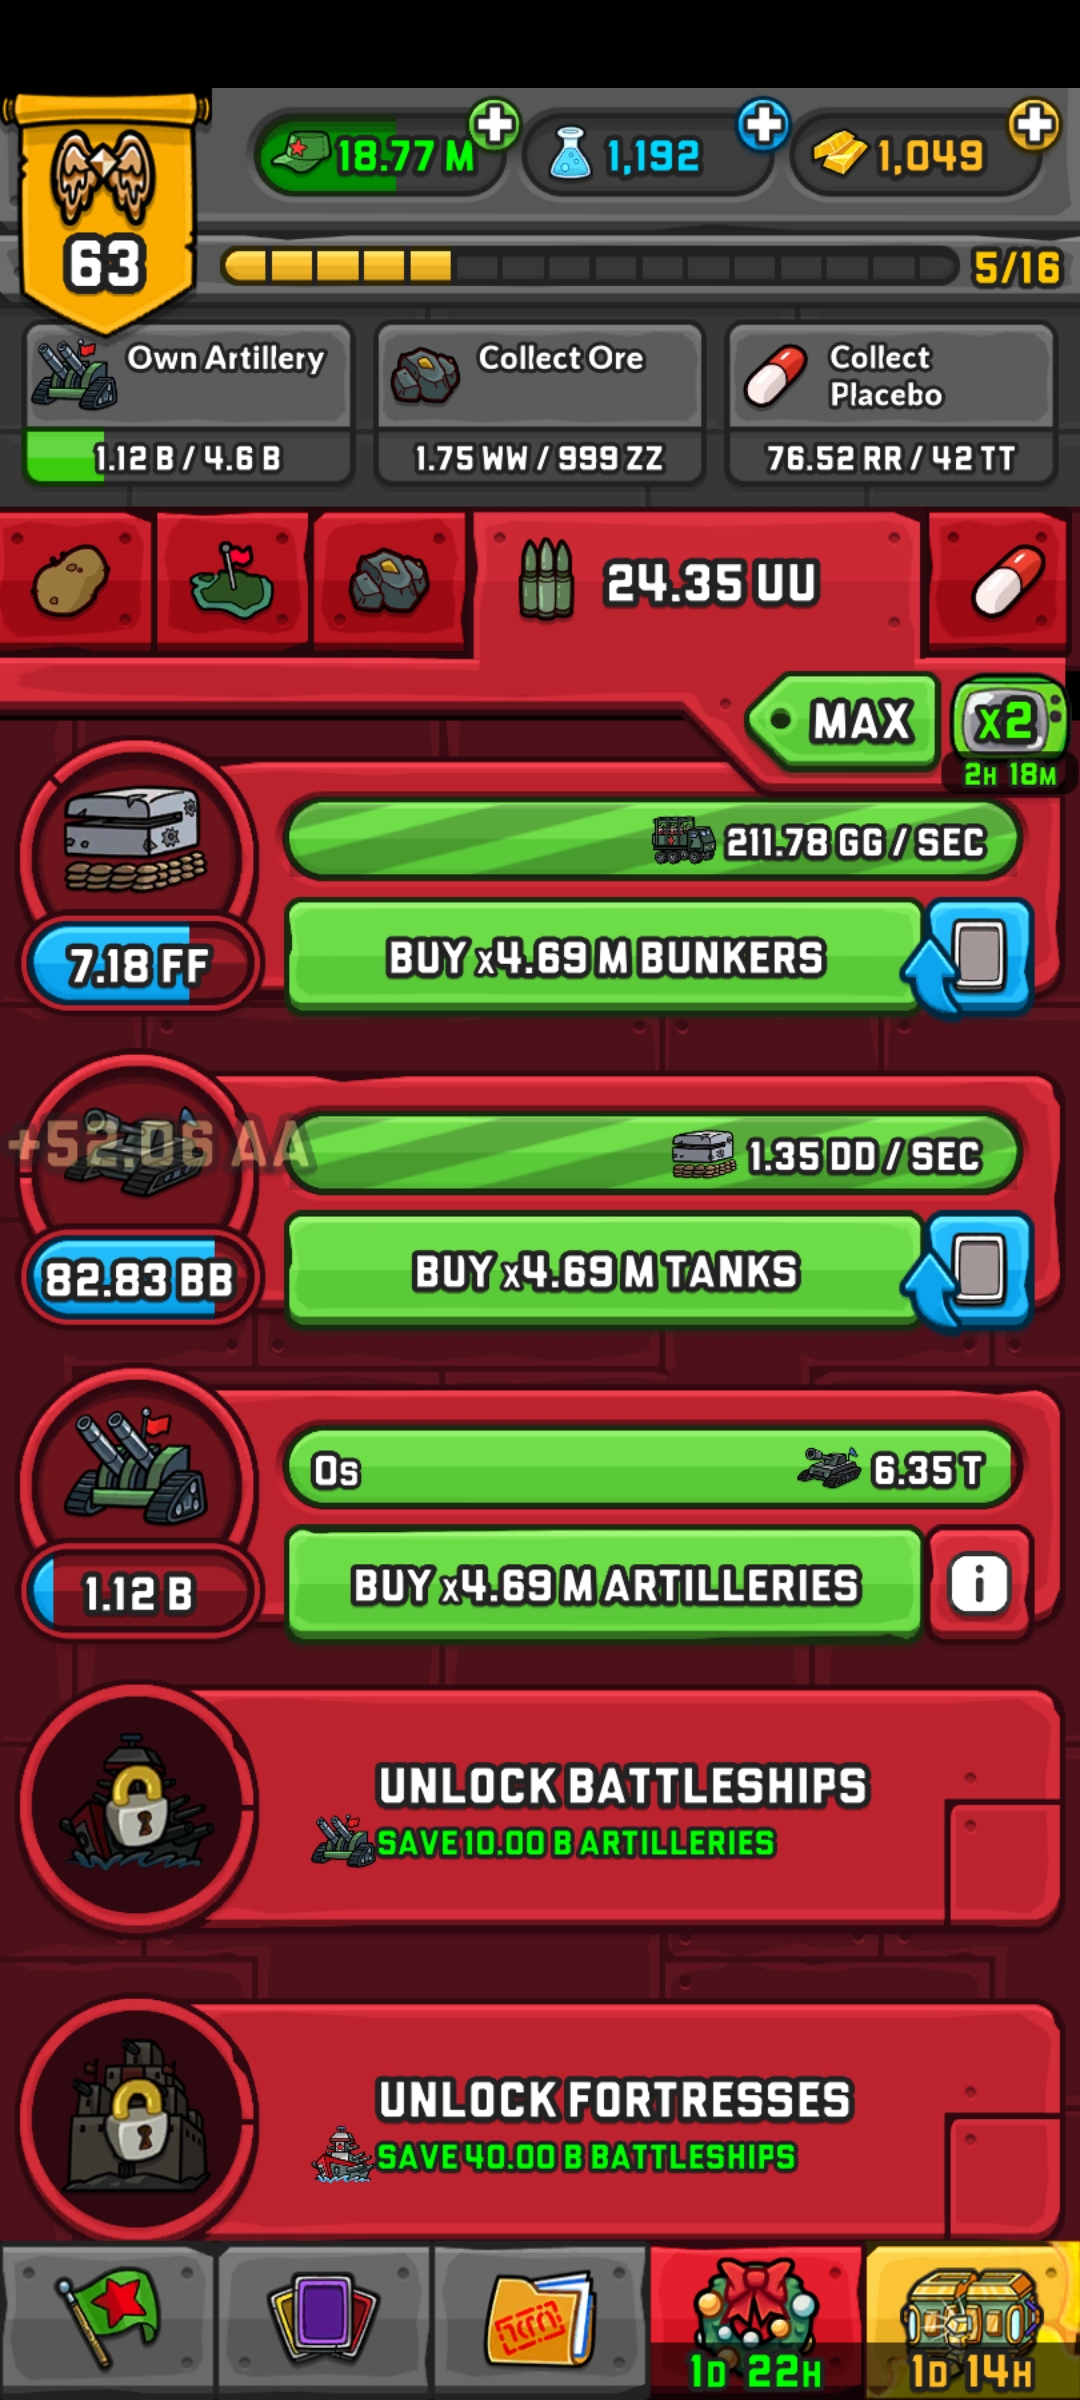 18.77 M
1,192
1,049
63
5/16
Own Artillery
1.12 B / 4.6 B
Collect Ore
1.75 WW / 999 ZZ
Collect
Placebo
76.52 RR / 42 TT
24.35 UU
MAX
x2
2H 18M
211.78 GG / SEC
7.18 FF
BUY x4.69 M BUNKERS
+52.06 AA
1.35 DD / SEC
82.83 BB
BUY x4.69 M TANKS
0s
6.35 T
1.12 B
BUY x4.69 M ARTILLERIES
i
UNLOCK BATTLESHIPS
SAVE 10.00 B ARTILLERIES
UNLOCK FORTRESSES
SAVE 40.00 B BATTLESHIPS
1D 22H
1D 14H